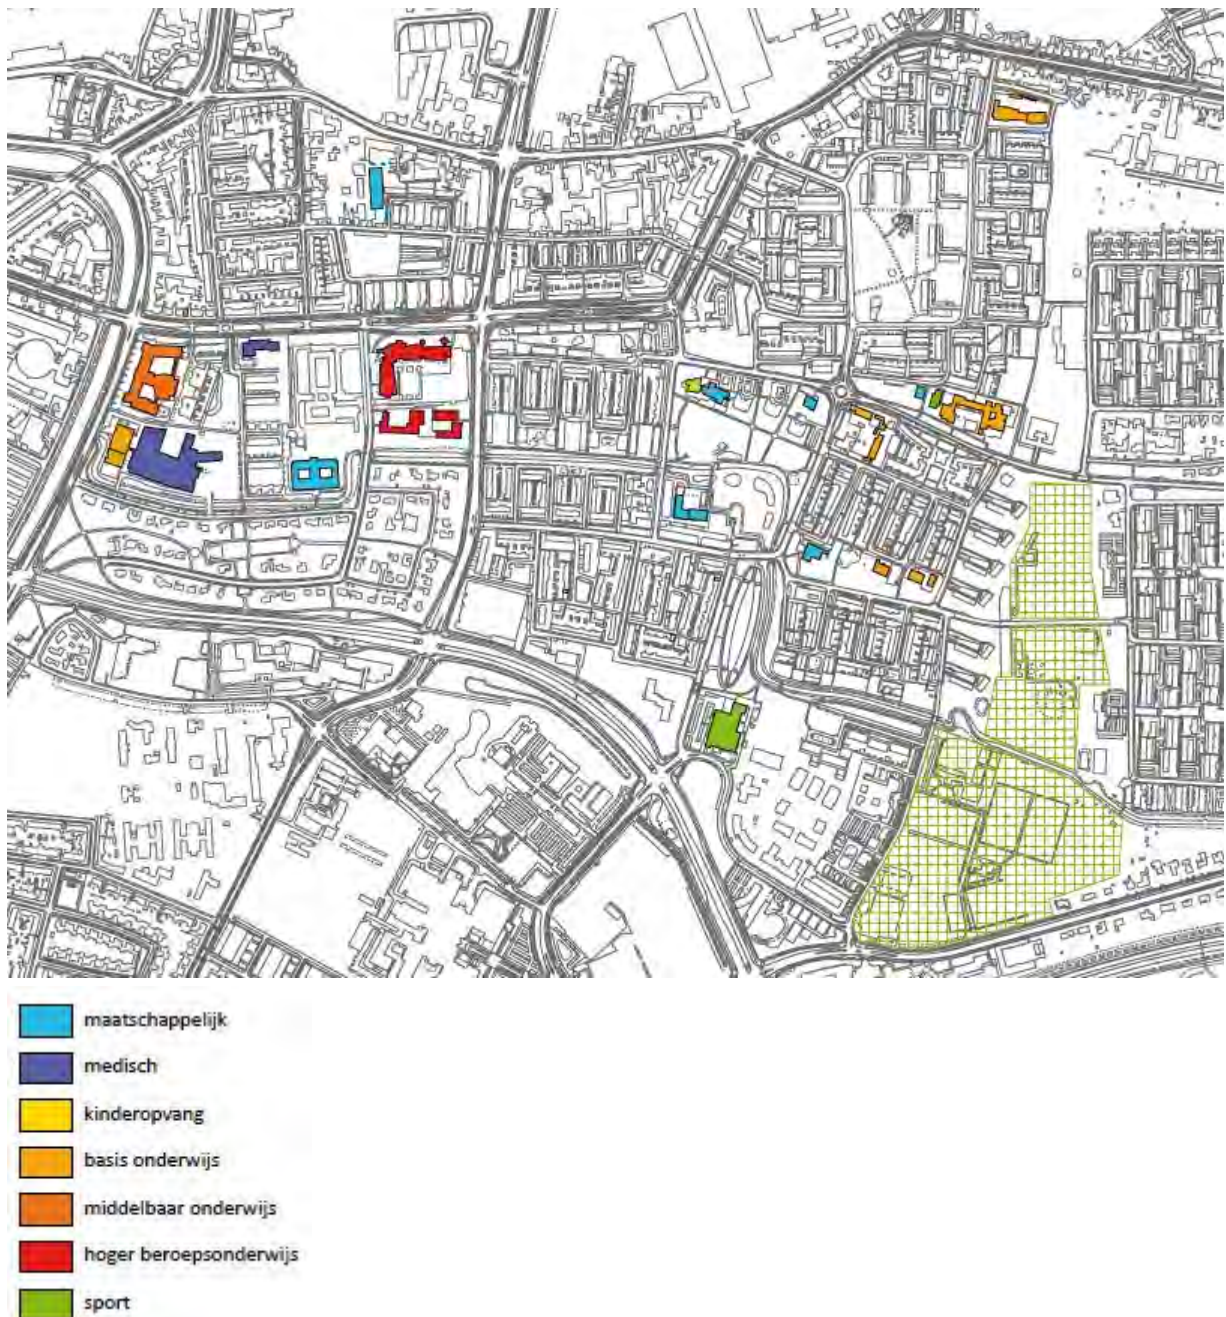 maatschappelijk
medisch
kinderopvang
basis onderwijs
middelbaar onderwijs
hoger beroepsonderwijs
sport